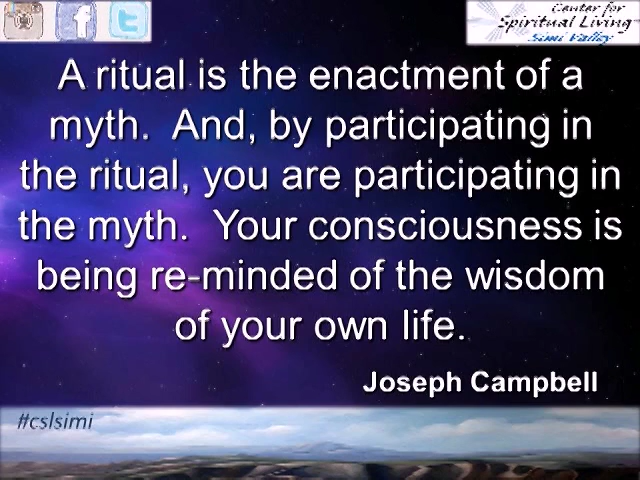 Center for
Spiritual Living
Simi Valley
A ritual is the enactment of a
myth. And, by participating in
the ritual, you are participating in
the myth. Your consciousness is
being re-minded of the wisdom
of your own life.
Joseph Campbell
#cslsimi